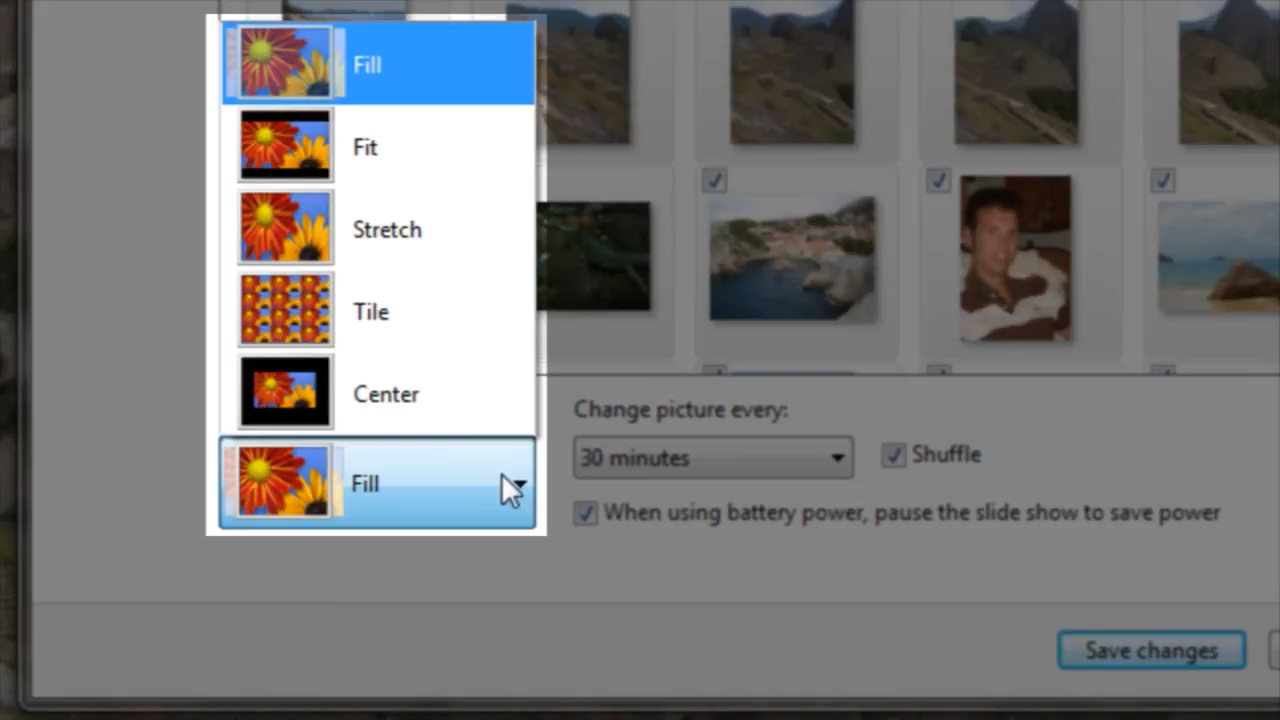 Fill
Fit
Stretch
Tile
Center
Fill
Change picture every:
30 minutes
Shuffle
When using battery power, pause the slide show to save power
Save changes